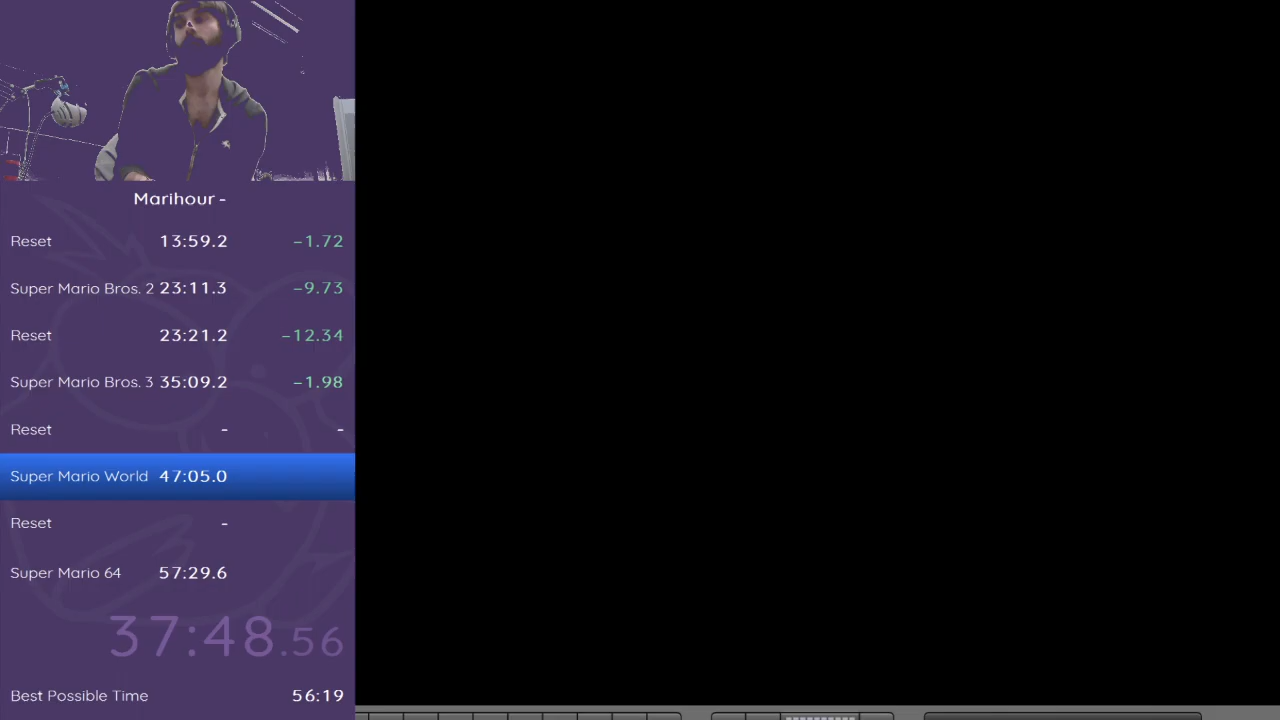 Marihour -
Reset 13:59.2 -1.72
Super Mario Bros. 2 23:11.3 -9.73
Reset 23:21.2 -12.34
Super Mario Bros. 3 35:09.2 -1.98
Reset - -
Super Mario World 47:05.0
Reset -
Super Mario 64 57:29.6
37:48.56
Best Possible Time 56:19